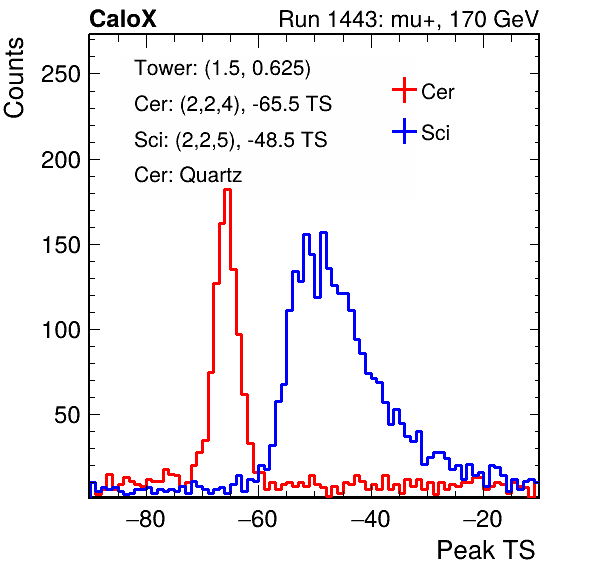 CaloX Run 1443: mu+, 170 GeV
Counts
Tower: (1.5, 0.625)
Cer: (2,2,4), -65.5 TS
Sci: (2,2,5), -48.5 TS
Cer: Quartz
Cer
Sci
250
200
150
100
50
−80 −60 −40 −20
Peak TS